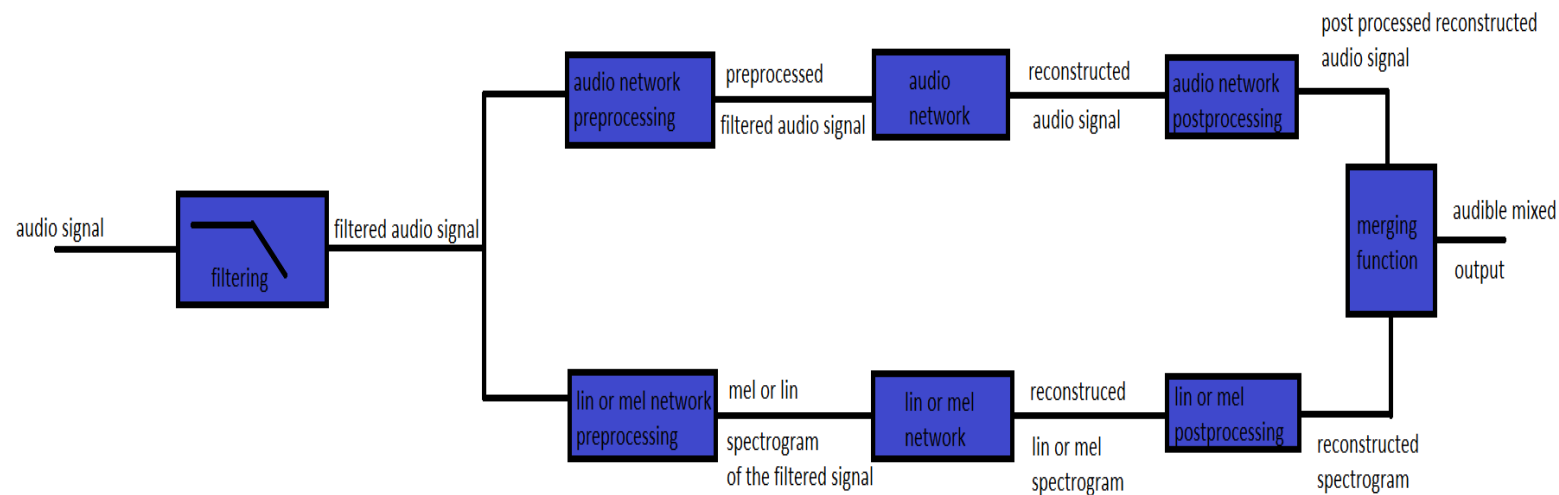 audio signal
filtering
filtered audio signal
audio network
preprocessing
preprocessed
filtered audio signal
audio
network
reconstructed
audio signal
audio network
postprocessing
post processed reconstructed
audio signal
lin or mel network
preprocessing
mel or lin
spectrogram
of the filtered signal
lin or mel
network
reconstruced
lin or mel
spectrogram
lin or mel
postprocessing
reconstructed
spectrogram
merging
function
audible mixed
output